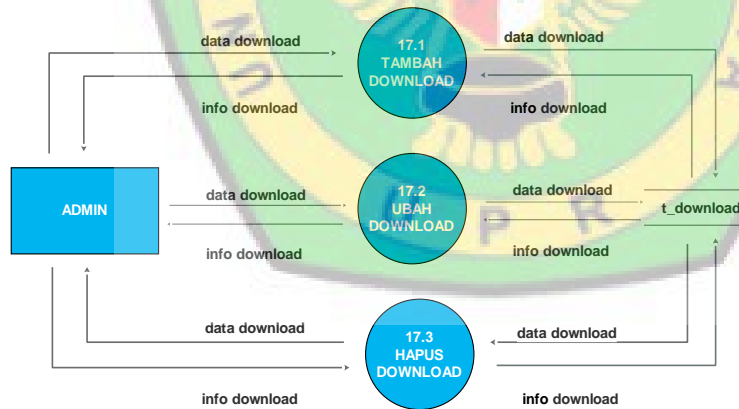 data download
17.1
TAMBAH
DOWNLOAD
data download
info download
info download
ADMIN
data download
17.2
UBAH
DOWNLOAD
data download
t_download
info download
info download
data download
17.3
HAPUS
DOWNLOAD
data download
info download
info download
U
N
U P R